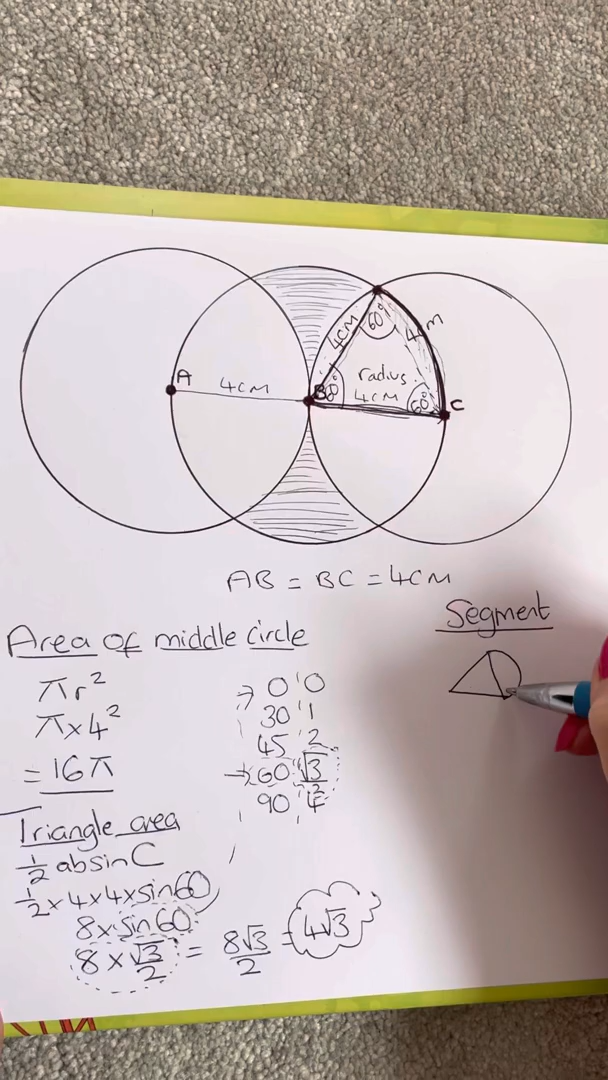 A
4cm
B
C
4cm
4cm
60°
60°
60°
radius
4cm
AB = BC = 4CM
Segment
Area of middle circle
πr²
π×4²
= 16π
→ 0 0
30 1
45 2
→ 60 √3
2
90 4
Triangle area
½ absinC
½ × 4 × 4 × sin60
8 × sin60
8 × √3/2 = 8√3/2 = 4√3